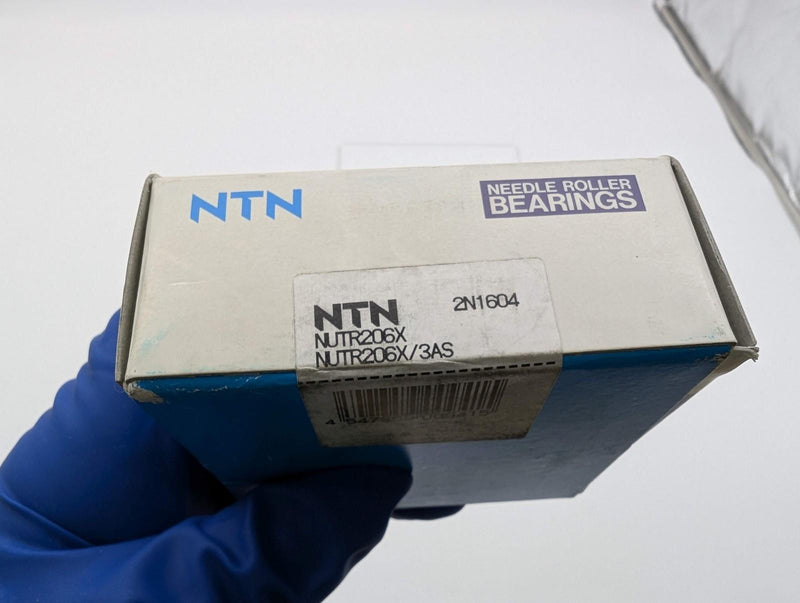 NTN
NEEDLE ROLLER
BEARINGS
NTN 2N1604
NUTR206X
NUTR206X/3AS